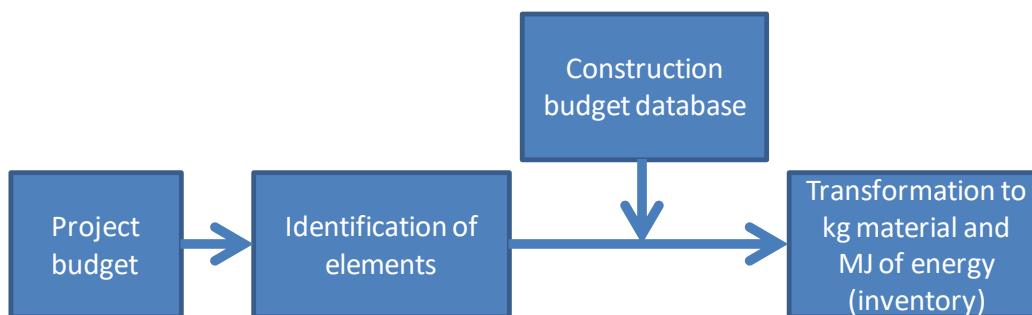 Construction
budget database
Project
budget
Identification of
elements
Transformation to
kg material and
MJ of energy
(inventory)